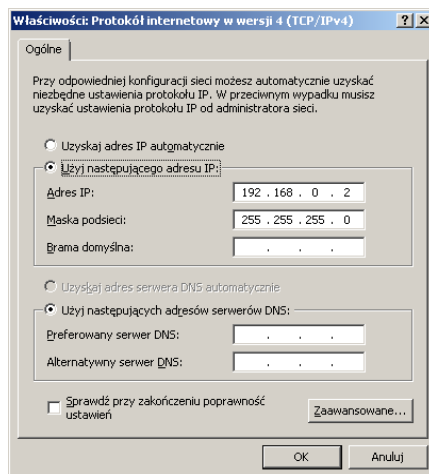 Właściwości: Protokół internetowy w wersji 4 (TCP/IPv4)
Ogólne
Przy odpowiedniej konfiguracji sieci możesz automatycznie uzyskać
niezbędne ustawienia protokołu IP. W przeciwnym wypadku musisz
uzyskać ustawienia protokołu IP od administratora sieci.
Uzyskaj adres IP automatycznie
Użyj następującego adresu IP:
Adres IP: 192 . 168 . 0 . 2
Maska podsieci: 255 . 255 . 255 . 0
Brama domyślna: . . .
Uzyskaj adres serwera DNS automatycznie
Użyj następujących adresów serwerów DNS:
Preferowany serwer DNS: . . .
Alternatywny serwer DNS: . . .
Sprawdź przy zakończeniu poprawność
ustawień
Zaawansowane...
OK Anuluj